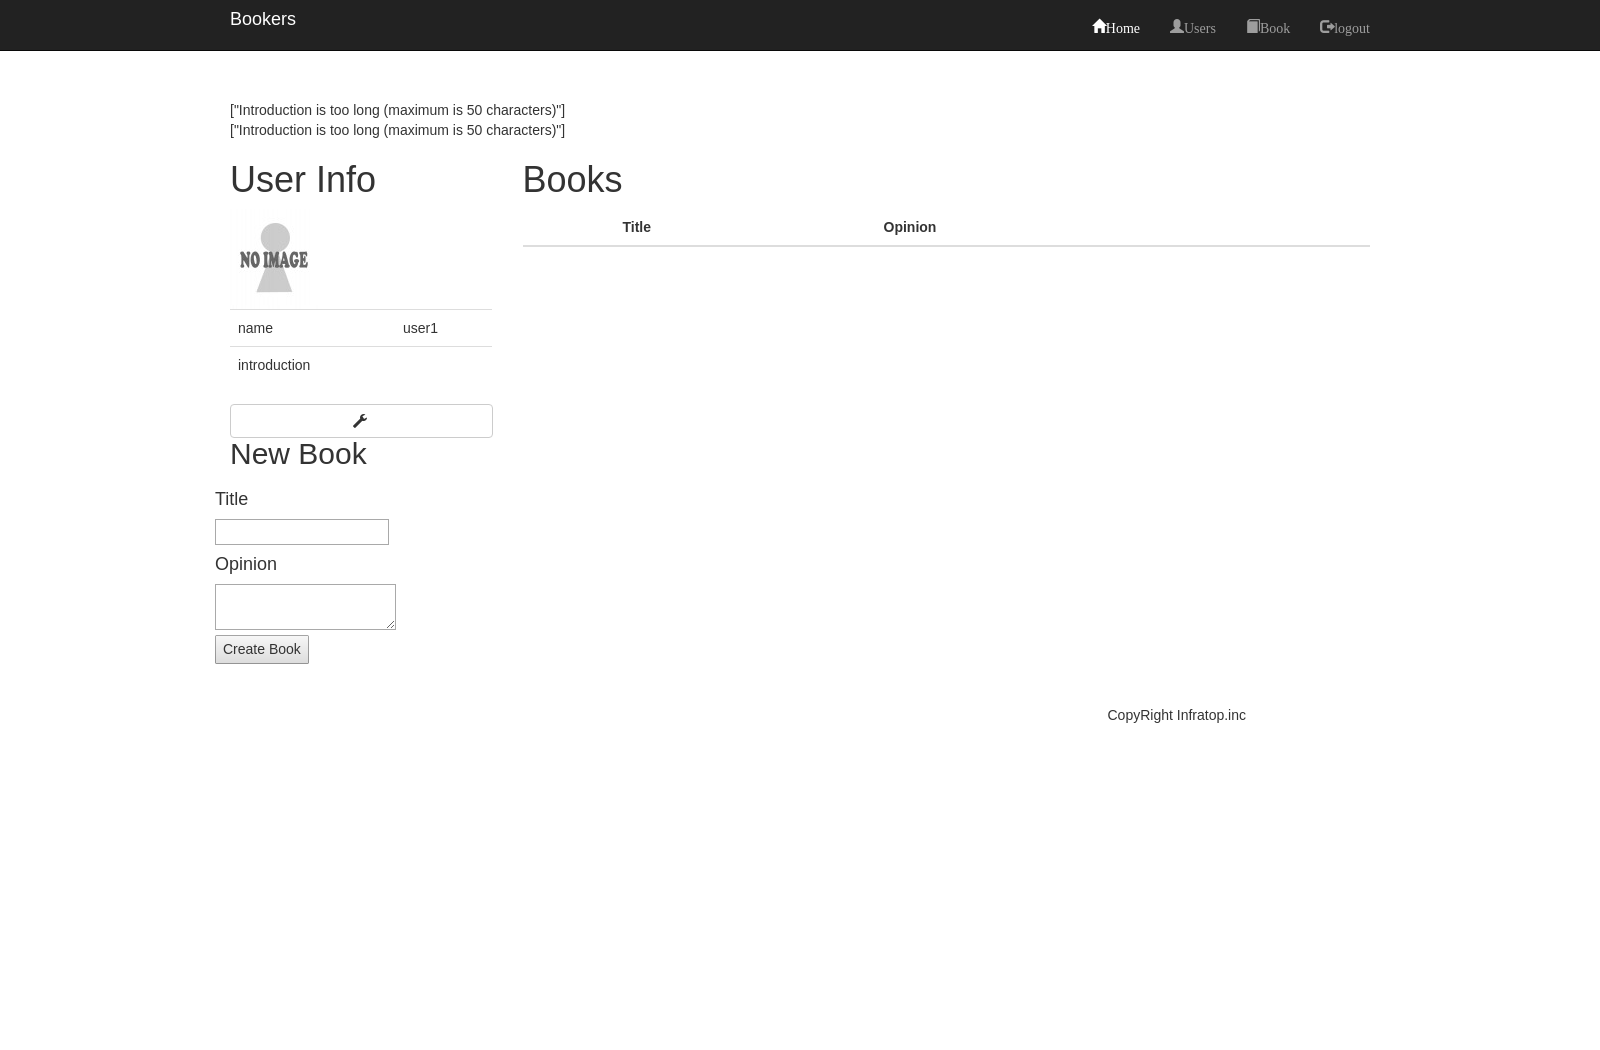 Bookers
Home Users Book logout
["Introduction is too long (maximum is 50 characters)"]
["Introduction is too long (maximum is 50 characters)"]
User Info
NO IMAGE
name user1
introduction
New Book
Title
Opinion
Create Book
Books
Title Opinion
CopyRight Infratop.inc